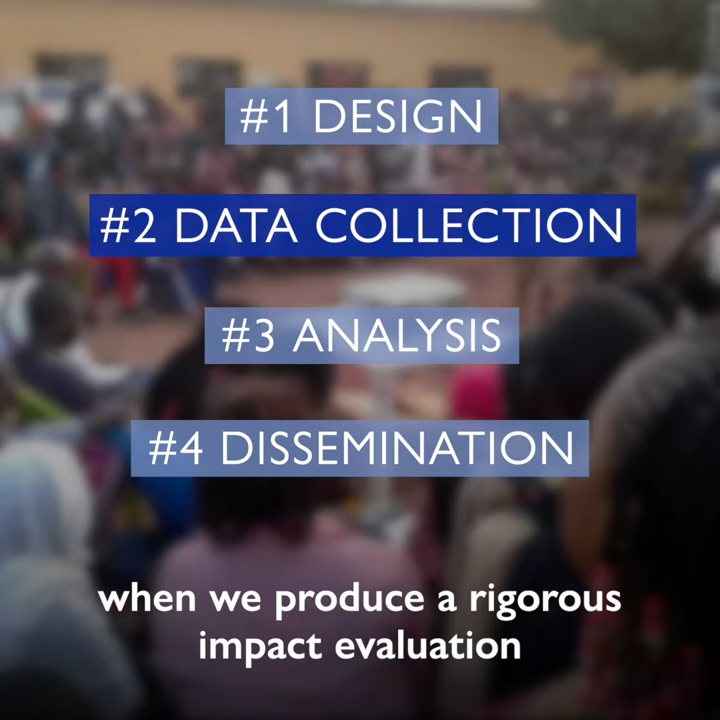 #1 DESIGN
#2 DATA COLLECTION
#3 ANALYSIS
#4 DISSEMINATION
when we produce a rigorous
impact evaluation